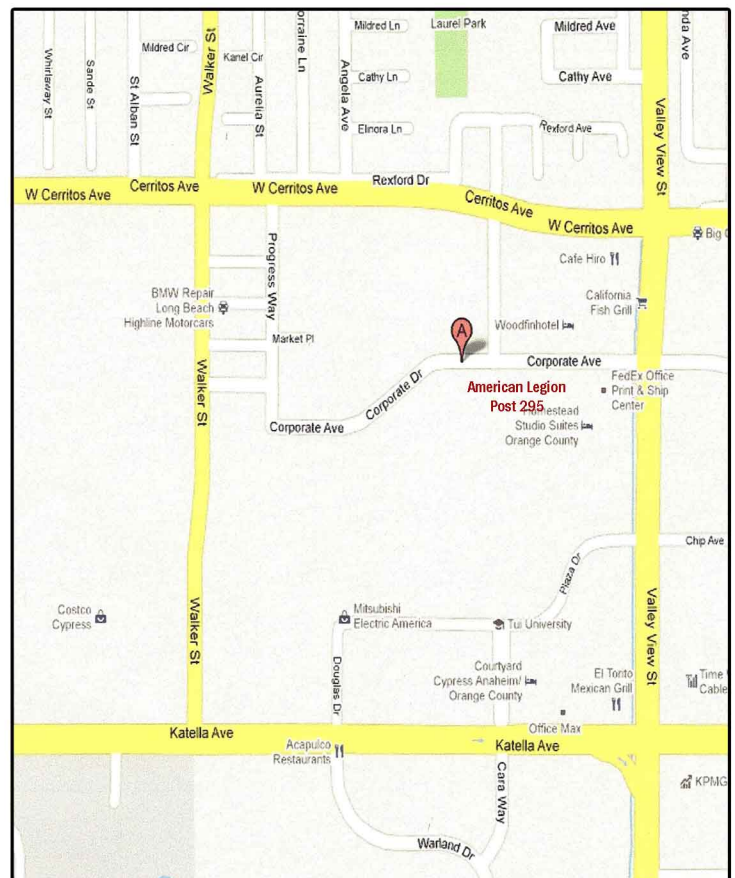 Mildred Ln
Laurel Park
Mildred Ave
Whirlaway St
Sande St
St Alban St
Mildred Cir
Walker St
Kanel Cir
Aurelia St
orraine Ln
Angela Ave
Cathy Ln
Cathy Ave
nda Ave
Elinora Ln
Rexford Ave
Valley View St
W Cerritos Ave
Cerritos Ave
W Cerritos Ave
Rexford Dr
Cerritos Ave
W Cerritos Ave
Big
Progress Way
Cafe Hiro
BMW Repair
Long Beach
Highline Motorcars
California
Fish Grill
Woodfinhotel
Market Pl
A
Corporate Ave
Walker St
Corporate Dr
American Legion
Post 295
FedEx Office
Print & Ship
Center
Corporate Ave
Homestead
Studio Suites
Orange County
Chip Ave
Plaza Dr
Costco
Cypress
Walker St
Mitsubishi
Electric America
Tui University
Valley View St
Douglas Dr
Courtyard
Cypress Anaheim/
Orange County
El Torito
Mexican Grill
Time
Cable
Katella Ave
Office Max
Acapulco
Restaurants
Katella Ave
Cara Way
KPMG
Warland Dr